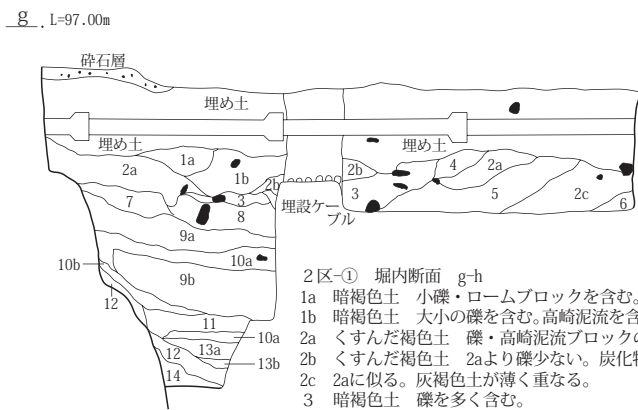 g . L=97.00m
砕石層
埋め土
埋め土
埋め土
2a
1a
1b
2b
2b
4
2a
7
3
8
3
5
2c
6
埋設ケー
ブル
9a
10a
10b
9b
12
11
10a
12
13a
13b
14
2区-① 堀内断面 g-h
1a 暗褐色土 小礫・ロームブロックを含む。
1b 暗褐色土 大小の礫を含む。高崎泥流を含
2a くすんだ褐色土 礫・高崎泥流ブロックの
2b くすんだ褐色土 2aより礫少ない。炭化物
2c 2aに似る。灰褐色土が薄く重なる。
3 暗褐色土 礫を多く含む。